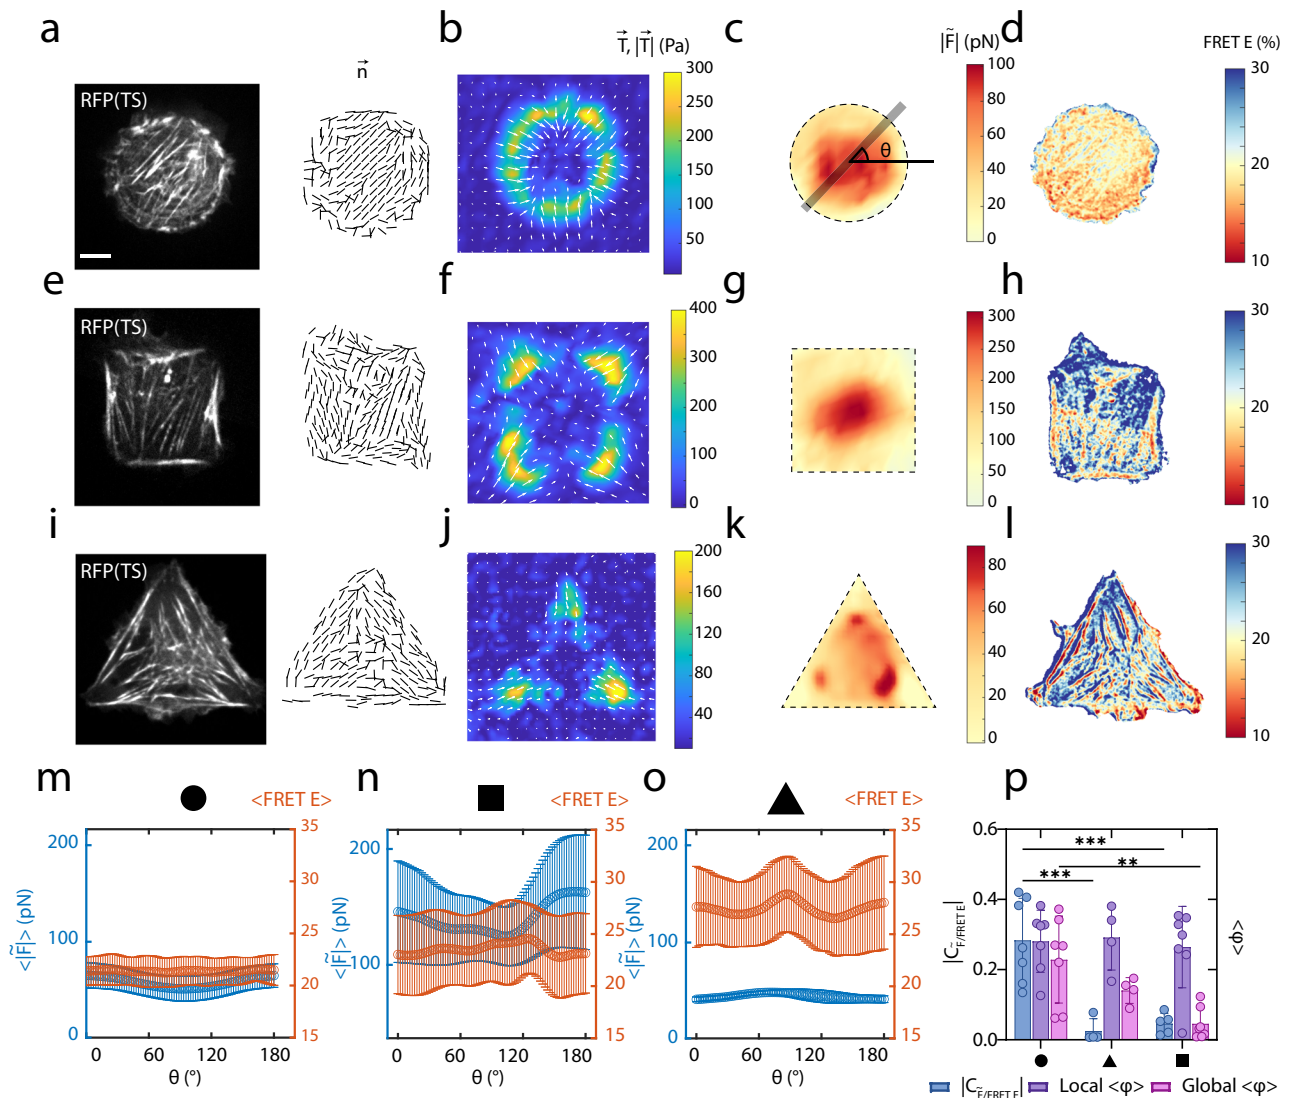 a
RFP(TS)
n
b
T, |T| (Pa)
300
250
200
150
100
50
c
θ
|F̃| (pN)
100
80
60
40
20
0
d
FRET E (%)
30
20
10
e
RFP(TS)
f
400
300
200
100
0
g
300
250
200
150
100
50
0
h
30
20
10
i
RFP(TS)
j
200
160
120
80
40
k
80
60
40
20
0
l
30
20
10
m
<FRET E>
200
100
0
<|F̃|> (pN)
35
30
25
20
15
0 60 120 180
θ (°)
n
<FRET E>
200
100
0
<|F̃|> (pN)
35
30
25
20
15
0 60 120 180
θ (°)
o
<FRET E>
200
100
0
<|F̃|> (pN)
35
30
25
20
15
0 60 120 180
θ (°)
p
0.6
0.4
0.2
0.0
|C F̃/FRET E|
<φ>
***
**
***
|C F̃/FRET E| Local <φ> Global <φ>